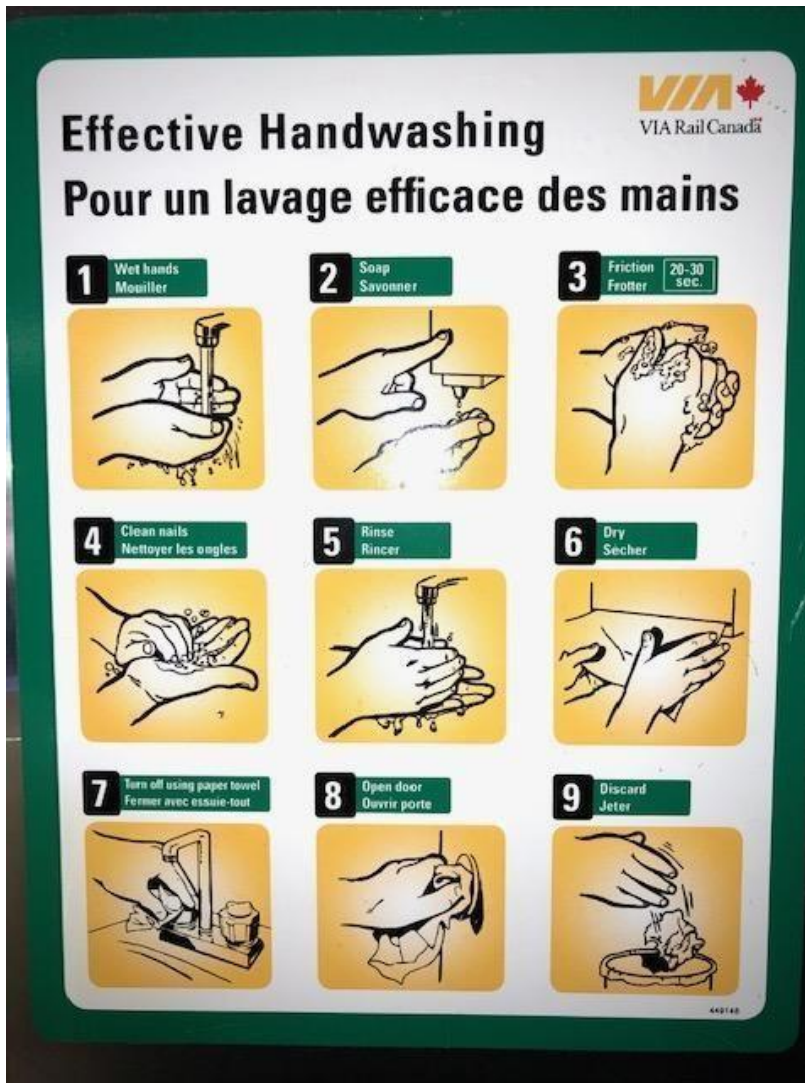 VIA
VIA Rail Canada
Effective Handwashing
Pour un lavage efficace des mains
1
Wet hands
Mouiller
2
Soap
Savonner
3
Friction
Frotter
20-30
sec.
4
Clean nails
Nettoyer les ongles
5
Rinse
Rincer
6
Dry
Sécher
7
Turn off using paper towel
Fermer avec essuie-tout
8
Open door
Ouvrir porte
9
Discard
Jeter